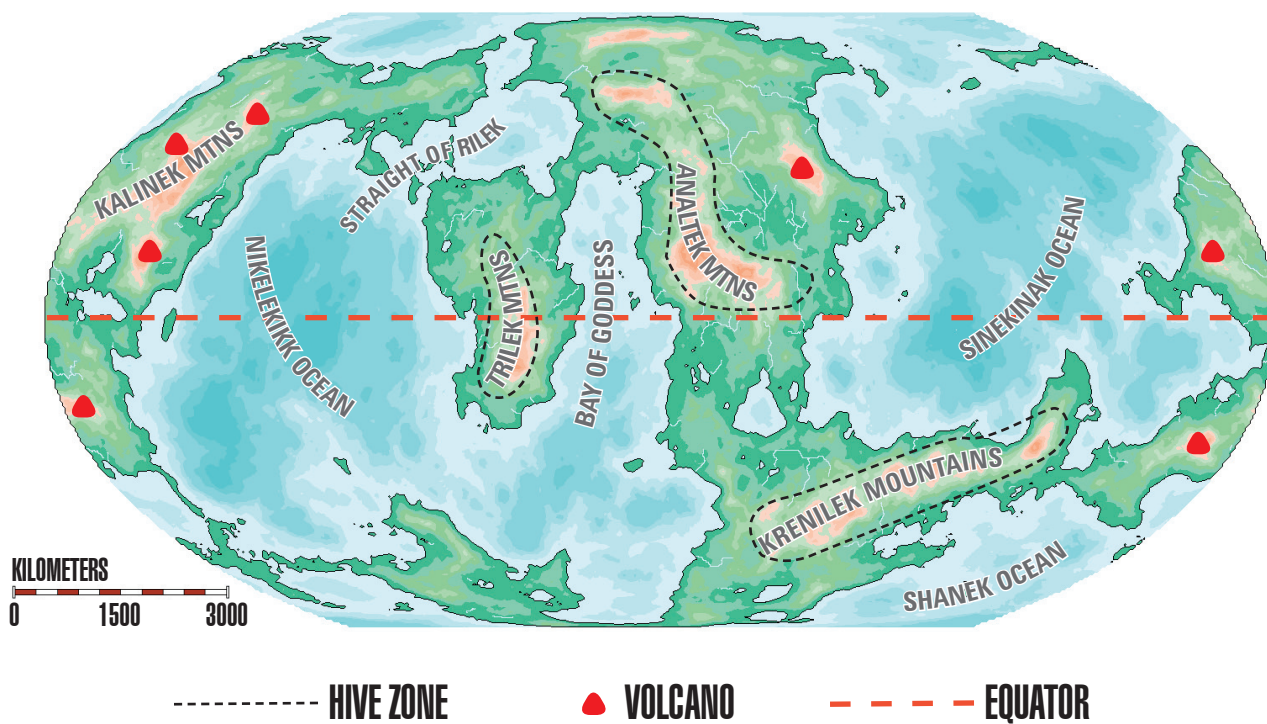 KALINEK MTNS
STRAIGHT OF RILEK
NIKELEKIKK OCEAN
TRILEK MTNS
BAY OF GODDESS
ANALTEK MTNS
SINEKINAK OCEAN
KRENILEK MOUNTAINS
SHANEK OCEAN
KILOMETERS
0 1500 3000
HIVE ZONE VOLCANO EQUATOR